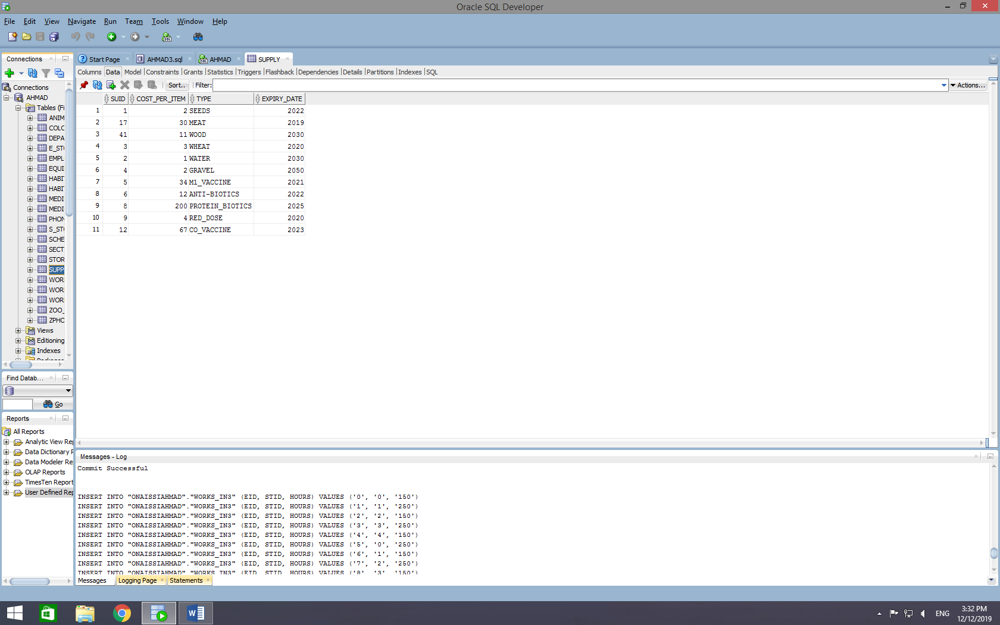 Oracle SQL Developer
File Edit View Navigate Run Team Tools Window Help
Connections
Start Page AHMAD3.sql AHMAD SUPPLY
Columns Data Model Constraints Grants Statistics Triggers Flashback Dependencies Details Partitions Indexes SQL
Sort.. Filter: Actions...
Connections
AHMAD
Tables (Fi
ANIM
COLC
DEPA
E_ST
EMPL
EQUI
HABI
HABI
MEDI
MEDI
PHON
S_ST
SCHE
SECT
STOR
SUPP
WOR
WOR
WOR
ZOO_
ZPHO
Views
Editioning
Indexes
SUID COST_PER_ITEM TYPE EXPIRY_DATE
1 1 2 SEEDS 2022
2 17 30 MEAT 2019
3 41 11 WOOD 2030
4 3 3 WHEAT 2020
5 2 1 WATER 2030
6 4 2 GRAVEL 2050
7 5 34 M1_VACCINE 2021
8 6 12 ANTI-BIOTICS 2022
9 8 200 PROTEIN_BIOTICS 2025
10 9 4 RED_DOSE 2020
11 12 67 CO_VACCINE 2023
Find Datab...
Go
Reports
All Reports
Analytic View Rep
Data Dictionary F
Data Modeler Re
OLAP Reports
TimesTen Report
User Defined Rep
Messages - Log
Commit Successful
INSERT INTO "ONAISSIAHMAD"."WORKS_IN3" (EID, STID, HOURS) VALUES ('0', '0', '150')
INSERT INTO "ONAISSIAHMAD"."WORKS_IN3" (EID, STID, HOURS) VALUES ('1', '1', '250')
INSERT INTO "ONAISSIAHMAD"."WORKS_IN3" (EID, STID, HOURS) VALUES ('2', '2', '150')
INSERT INTO "ONAISSIAHMAD"."WORKS_IN3" (EID, STID, HOURS) VALUES ('3', '3', '250')
INSERT INTO "ONAISSIAHMAD"."WORKS_IN3" (EID, STID, HOURS) VALUES ('4', '4', '150')
INSERT INTO "ONAISSIAHMAD"."WORKS_IN3" (EID, STID, HOURS) VALUES ('5', '0', '250')
INSERT INTO "ONAISSIAHMAD"."WORKS_IN3" (EID, STID, HOURS) VALUES ('6', '1', '150')
INSERT INTO "ONAISSIAHMAD"."WORKS_IN3" (EID, STID, HOURS) VALUES ('7', '2', '250')
INSERT INTO "ONAISSIAHMAD"."WORKS_IN3" (EID, STID, HOURS) VALUES ('8', '3', '150')
Messages Logging Page Statements
ENG
3:32 PM
12/12/2019